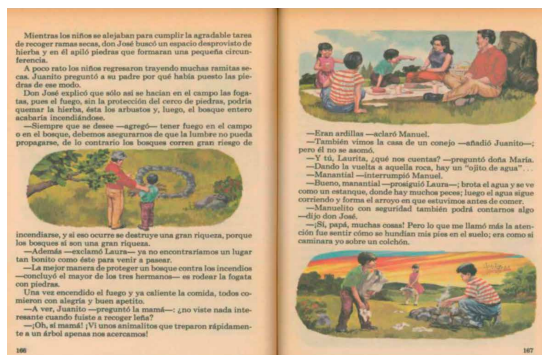 Mientras los niños se alejaban para cumplir la agradable tarea
de recoger ramas secas, don José buscó un espacio desprovisto de
hierba y en él apiló piedras que formaran una pequeña circun-
ferencia.
A poco rato los niños regresaron trayendo muchas ramitas se-
cas. Juanito preguntó a su padre por qué había puesto las pie-
dras de ese modo.
Don José explicó que sólo así se hacían en el campo las foga-
tas, pues el fuego, sin la protección del cerco de piedras, podría
quemar la hierba, ésta los arbustos y, luego, el bosque entero
acabaría incendiándose.
—Siempre que se desee —agregó— tener fuego en el campo
o en el bosque, debemos asegurarnos de que la lumbre no pueda
propagarse, de lo contrario los bosques corren gran riesgo de
incendiarse, y si eso ocurre se destruye una gran riqueza, porque
los bosques sí son una gran riqueza.
—Además —exclamó Laura— ya no encontraríamos un lugar
tan bonito como éste para venir a pasear.
—La mejor manera de proteger un bosque contra los incendios
—concluyó el mayor de los tres hermanos— es rodear la fogata
con piedras.
Una vez encendido el fuego y ya caliente la comida, todos co-
mieron con alegría y buen apetito.
—A ver, Juanito —preguntó la mamá—: ¿no viste nada inte-
resante cuando fuiste a recoger leña?
—¡Oh, sí mamá! ¡Vi unos animalitos que treparon rápidamen-
te a un árbol apenas nos acercamos!
166
—Eran ardillas —aclaró Manuel.
—También vimos la casa de un conejo —añadió Juanito—;
pero él no se asomó.
—Y tú, Laurita, ¿qué nos cuentas? —preguntó doña María.
—Dando la vuelta a aquella roca, hay un "ojito de agua"...
—Manantial —interrumpió Manuel.
—Bueno, manantial —prosiguió Laura—; brota el agua y se ve
como un estanque, donde hay muchos peces; luego el agua sigue
corriendo y forma el arroyo en que estuvimos antes de comer.
—Manuelito con seguridad también podrá contarnos algo
—dijo don José.
—¡Sí, papá, muchas cosas! Pero lo que me llamó más la aten-
ción fue sentir cómo se hundían mis pies en el suelo; era como si
caminara yo sobre un colchón.
167